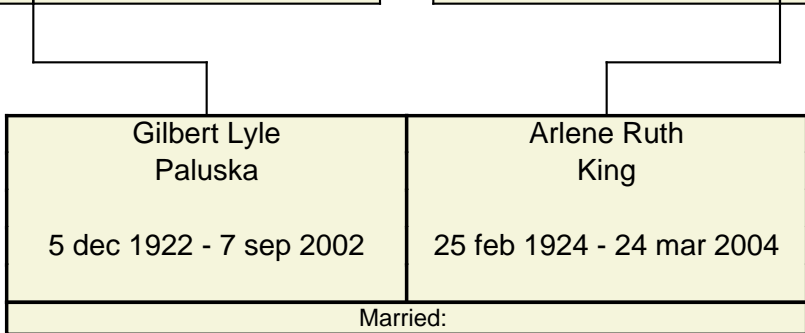 Gilbert Lyle
Paluska
5 dec 1922 - 7 sep 2002
Arlene Ruth
King
25 feb 1924 - 24 mar 2004
Married: